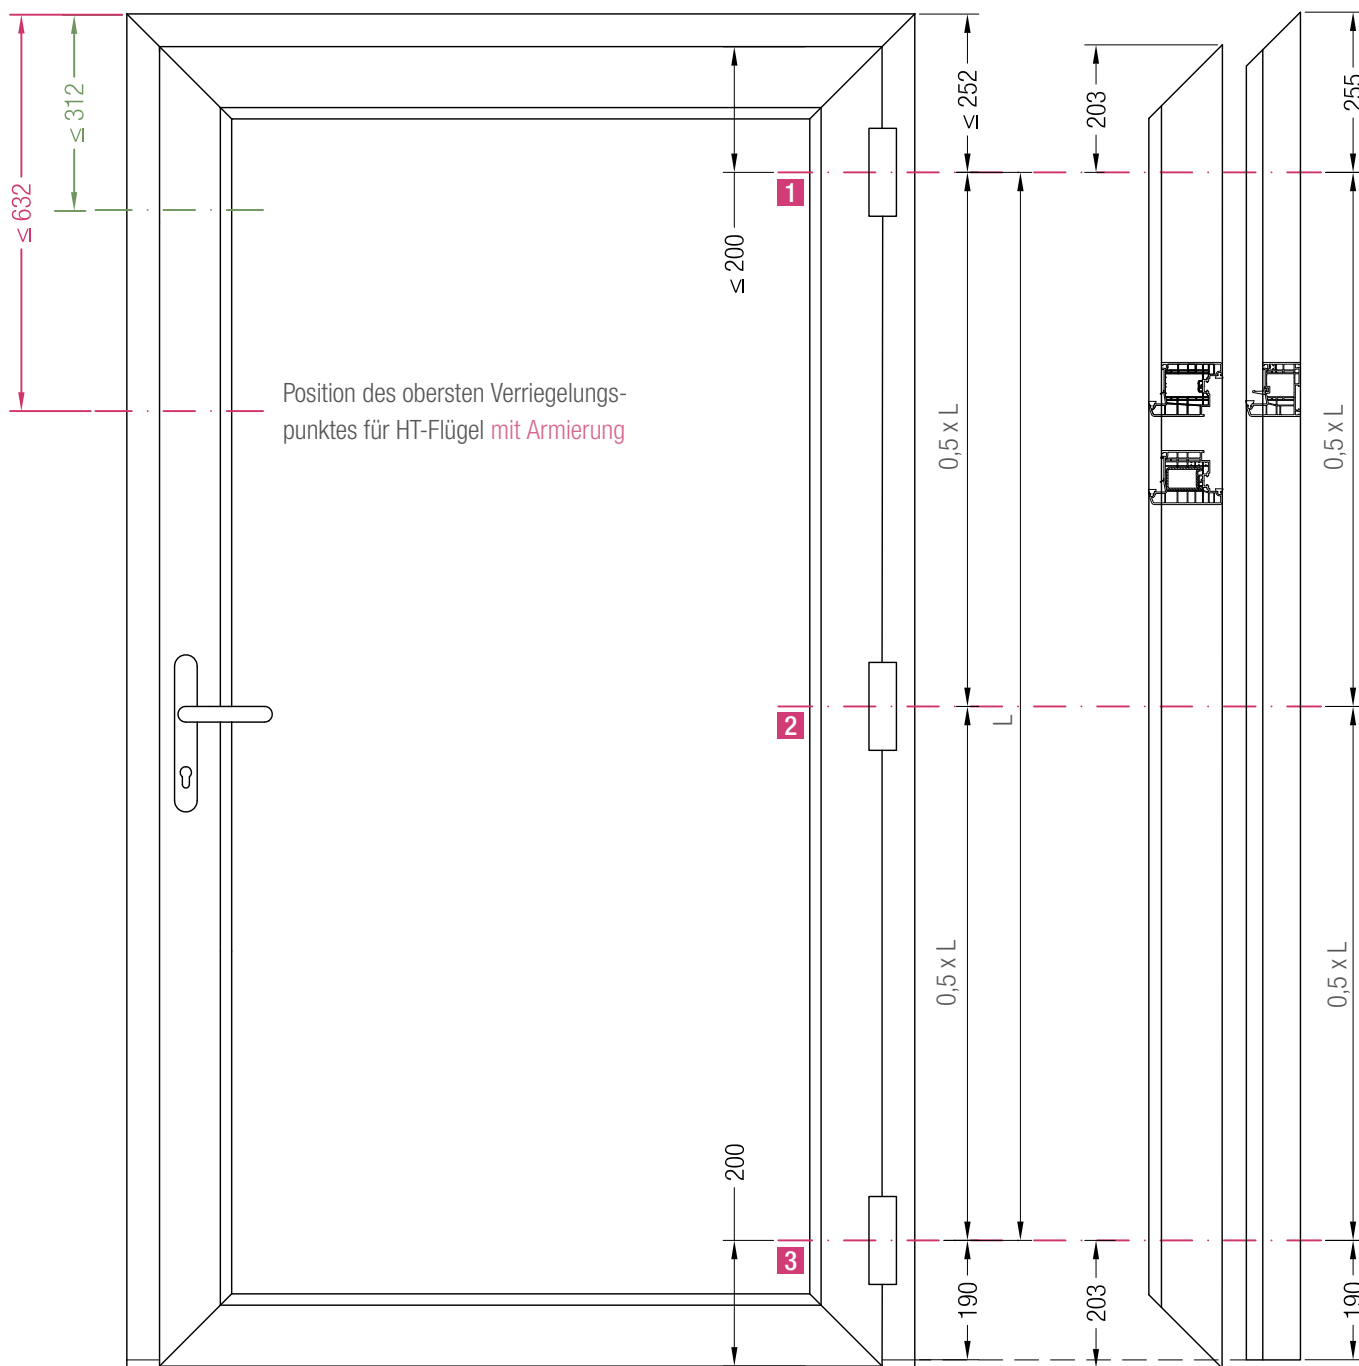 ≤ 632
≤ 312
≤ 200
≤ 252
203
255
1
Position des obersten Verriegelungs-
punktes für HT-Flügel mit Armierung
0,5 x L
0,5 x L
2
L
0,5 x L
0,5 x L
200
3
190
203
190